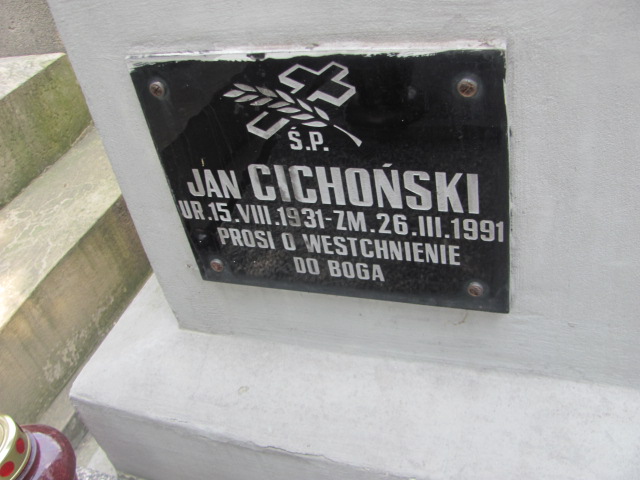 Ś.P.
JAN CICHOŃSKI
UR.15.VIII.1931-ZM.26.III.1991
PROSI O WESTCHNIENIE
DO BOGA